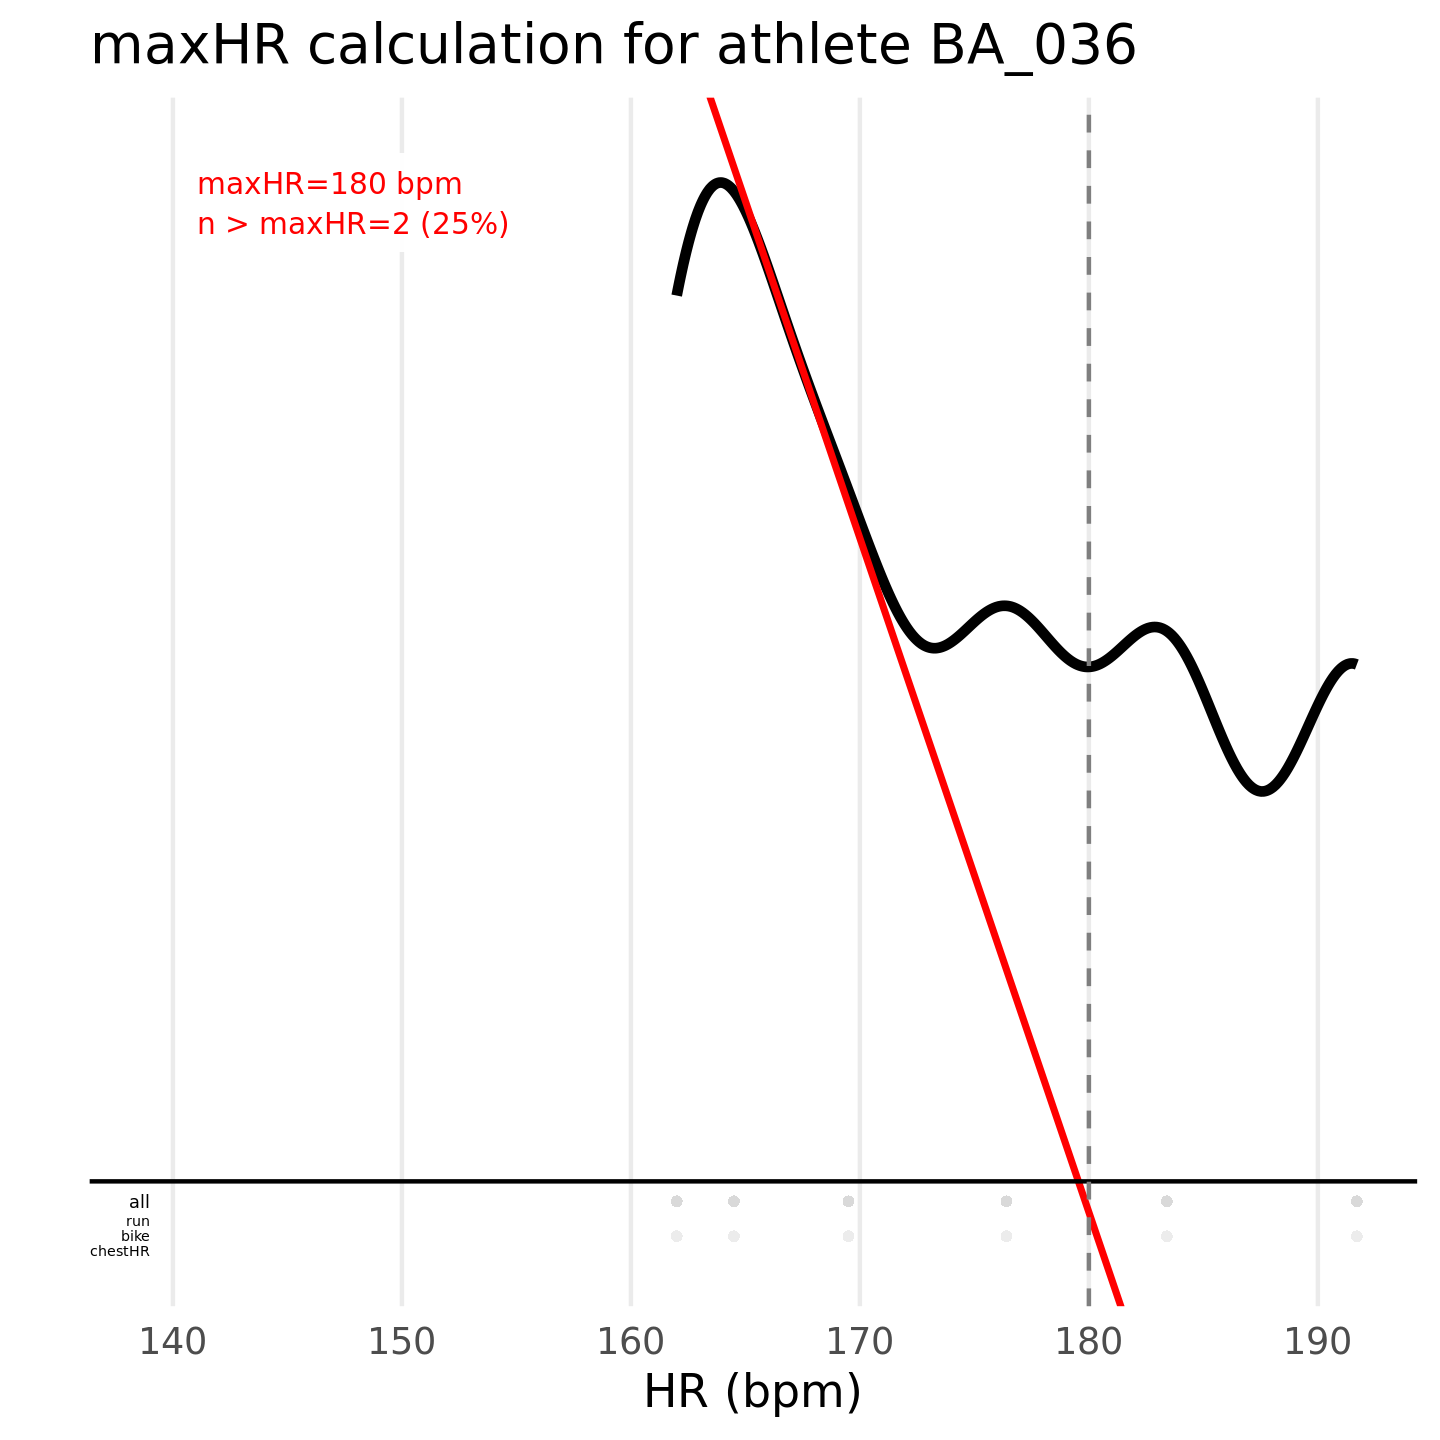 maxHR calculation for athlete BA_036
maxHR=180 bpm
n > maxHR=2 (25%)
all
run
bike
chestHR
140 150 160 170 180 190
HR (bpm)